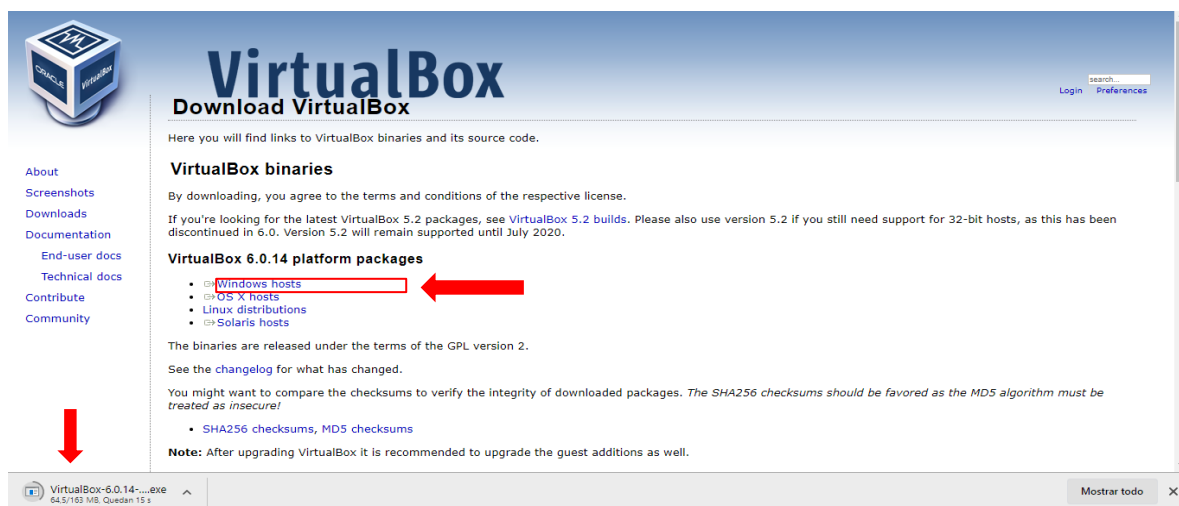 ORACLE
VirtualBox
VirtualBox
search...
Login Preferences
Download VirtualBox
Here you will find links to VirtualBox binaries and its source code.
About
Screenshots
Downloads
Documentation
End-user docs
Technical docs
Contribute
Community
VirtualBox binaries
By downloading, you agree to the terms and conditions of the respective license.
If you're looking for the latest VirtualBox 5.2 packages, see VirtualBox 5.2 builds. Please also use version 5.2 if you still need support for 32-bit hosts, as this has been
discontinued in 6.0. Version 5.2 will remain supported until July 2020.
VirtualBox 6.0.14 platform packages
Windows hosts
OS X hosts
Linux distributions
Solaris hosts
The binaries are released under the terms of the GPL version 2.
See the changelog for what has changed.
You might want to compare the checksums to verify the integrity of downloaded packages. The SHA256 checksums should be favored as the MD5 algorithm must be
treated as insecure!
SHA256 checksums, MD5 checksums
Note: After upgrading VirtualBox it is recommended to upgrade the guest additions as well.
VirtualBox-6.0.14-....exe
64,5/163 MB, Quedan 15 s
Mostrar todo